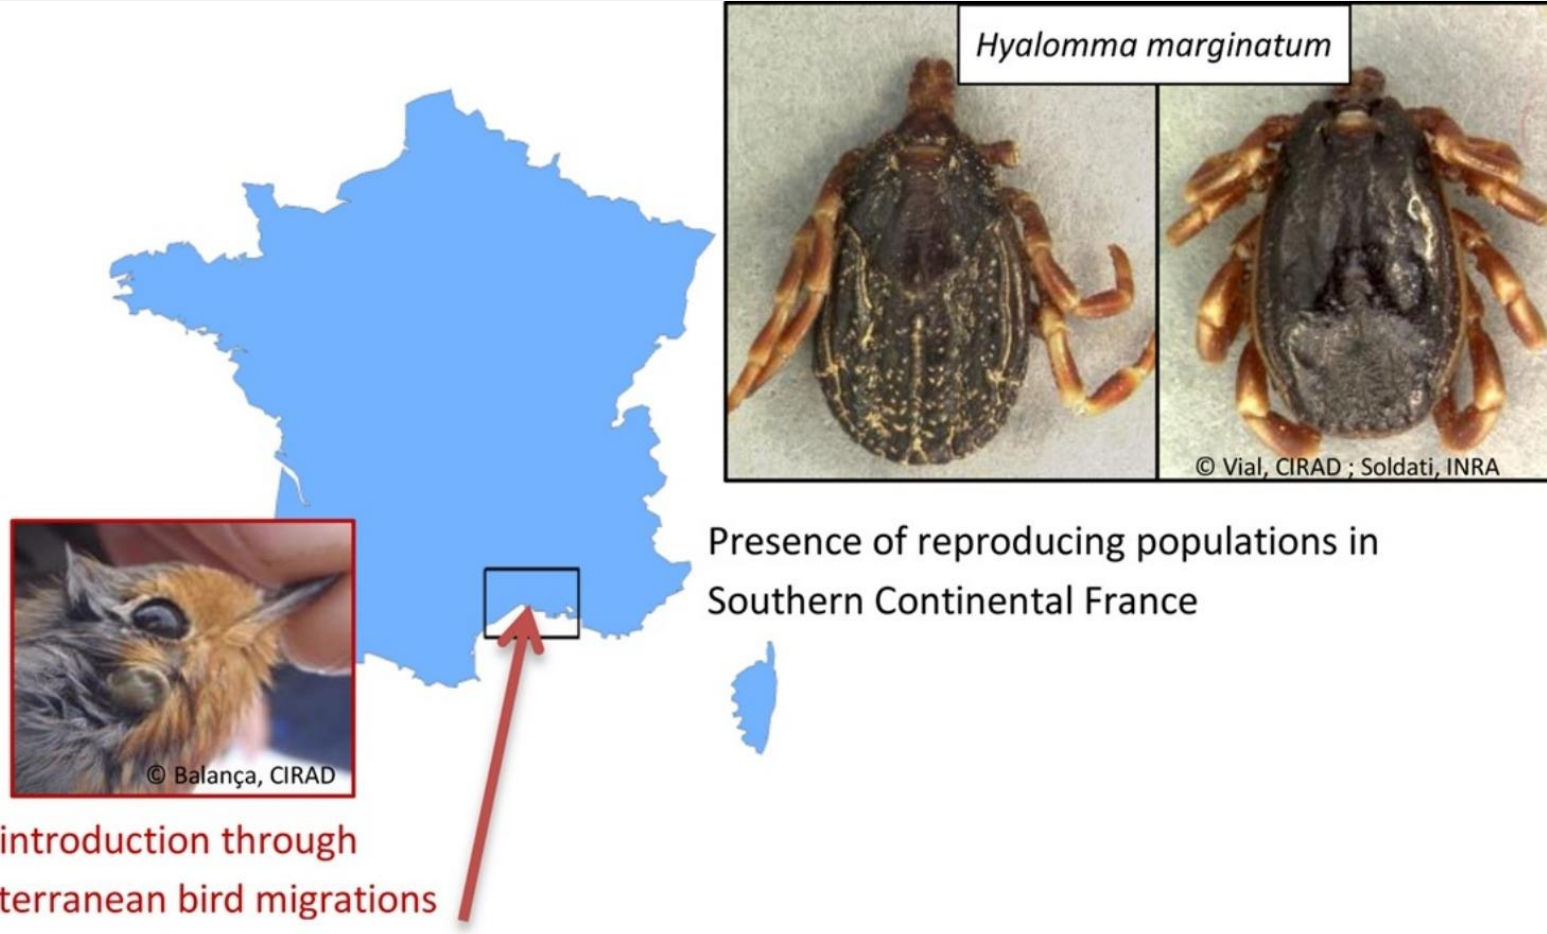 Hyalomma marginatum
© Vial, CIRAD ; Soldati, INRA
Presence of reproducing populations in
Southern Continental France
© Balança, CIRAD
introduction through
terranean bird migrations